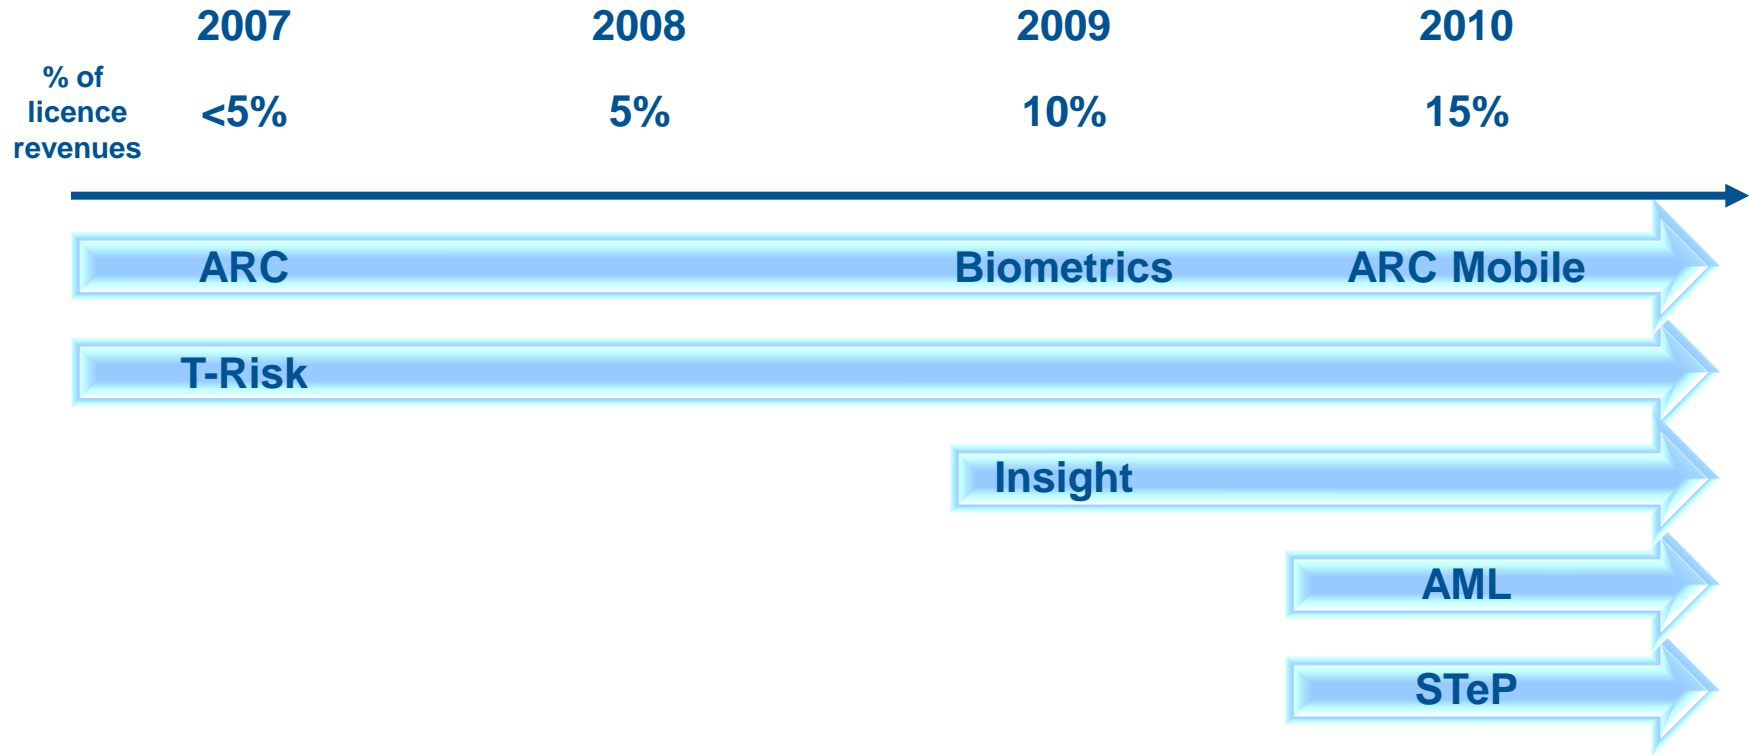 2007 2008 2009 2010
% of
licence
revenues
<5% 5% 10% 15%
ARC Biometrics ARC Mobile
T-Risk
Insight
AML
STeP